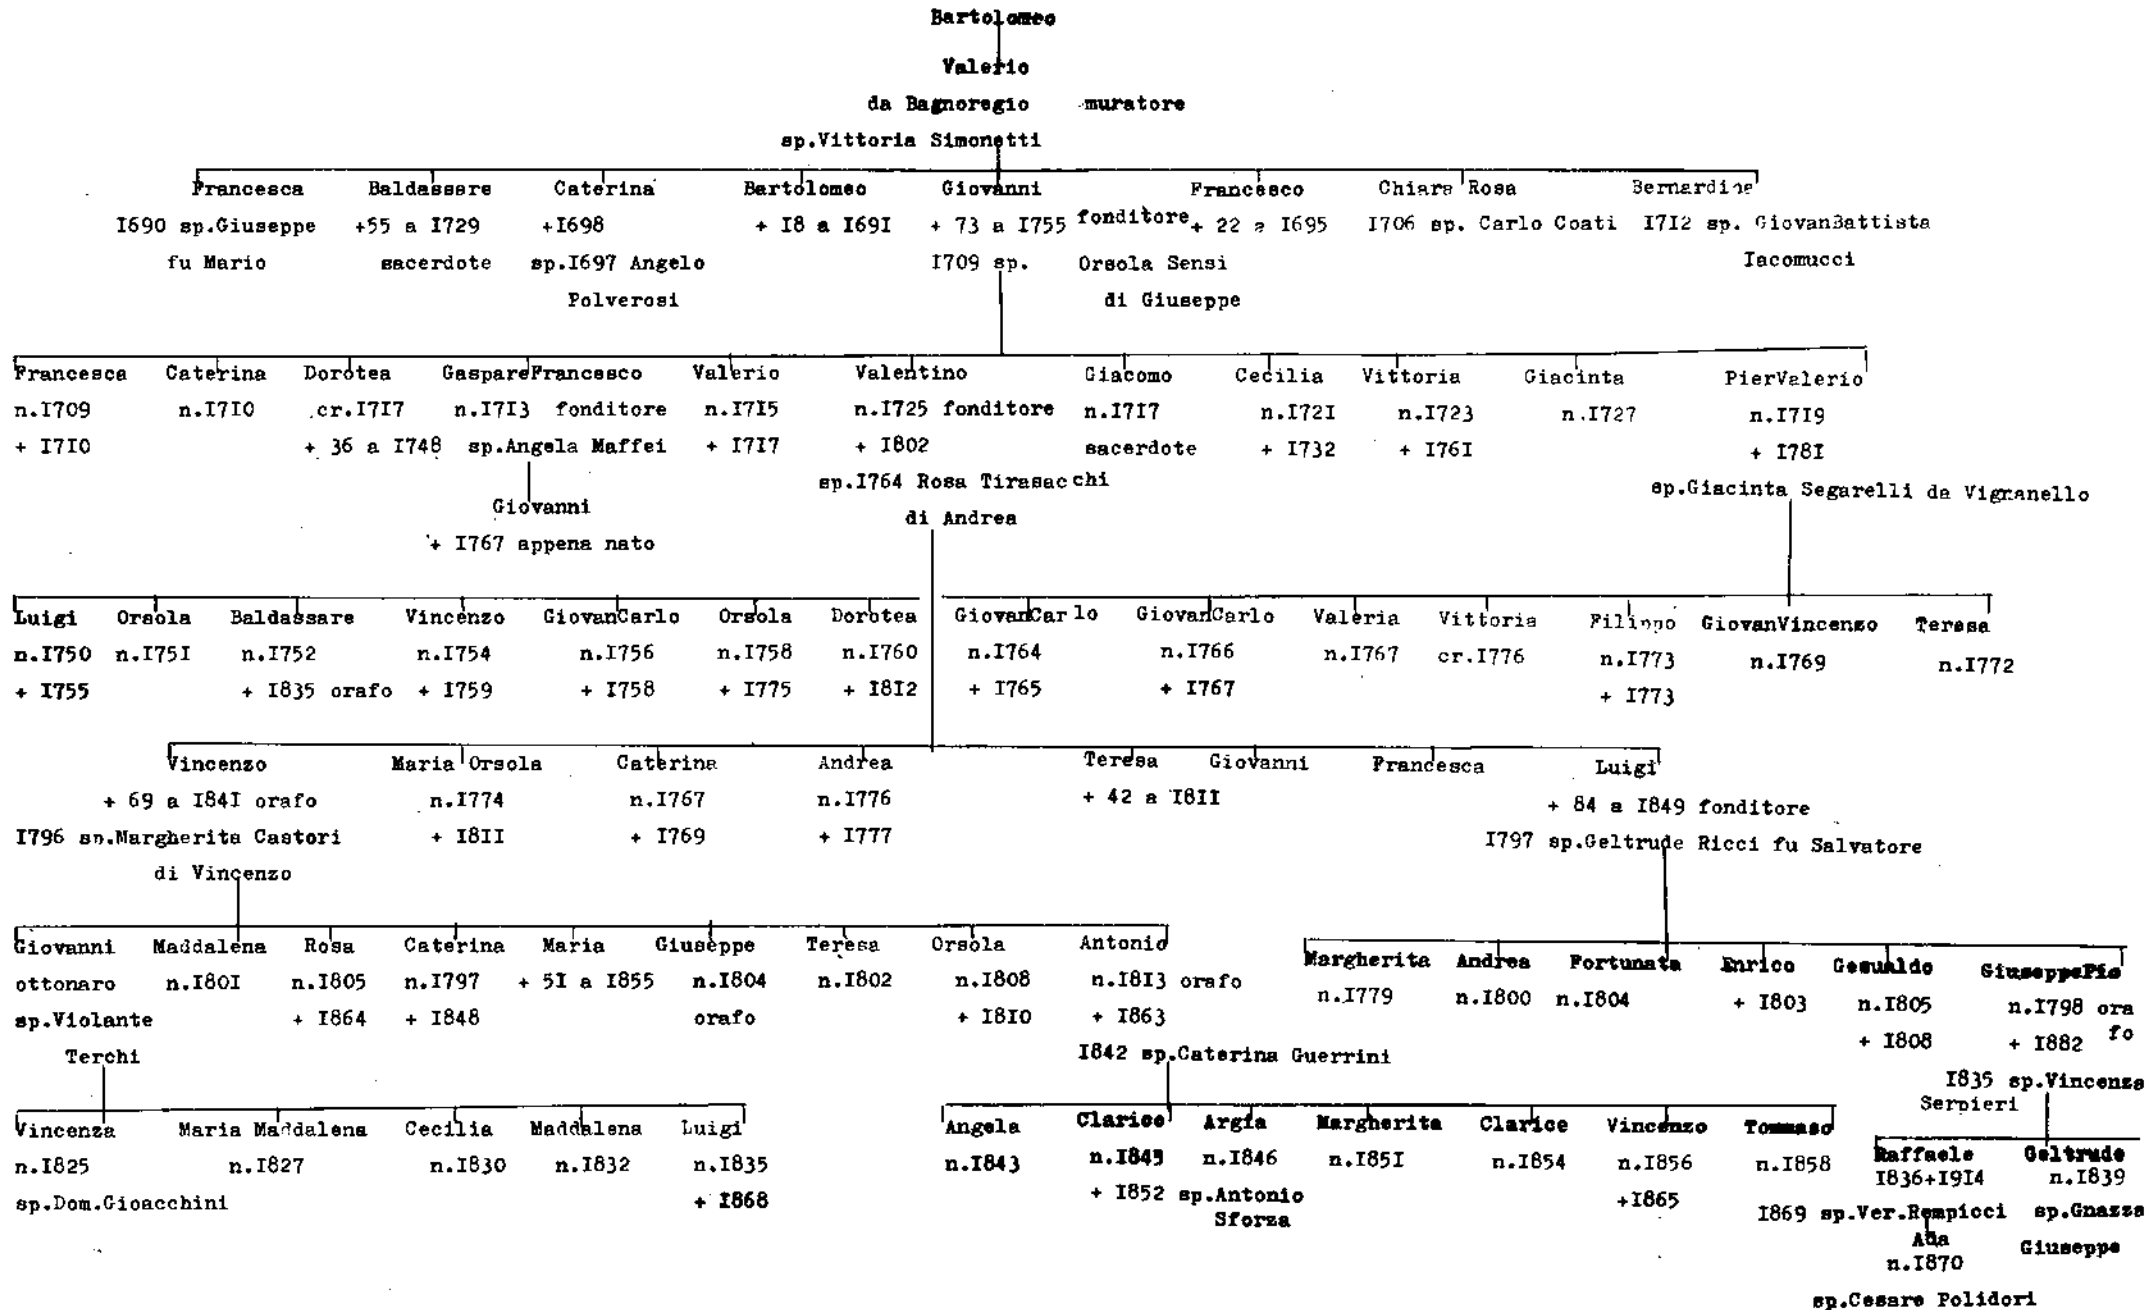 Bartolomeo
Valerio
da Bagnoregio muratore
sp.Vittoria Simonetti
Francesca Baldassare Caterina Bartolomeo Giovanni Francesco Chiara Rosa Bernardina
I690 sp.Giuseppe +55 a I729 +I698 + I8 a I69I + 73 a I755 fonditore + 22 a I695 I706 sp. Carlo Coati I7I2 sp. GiovanBattista
fu Mario sacerdote sp.I697 Angelo I709 sp. Orsola Sensi Iacomucci
Polverosi di Giuseppe
Francesca Caterina Dorotea GaspareFrancesco Valerio Valentino Giacomo Cecilia Vittoria Giacinta PierValerio
n.I709 n.I7I0 cr.I7I7 n.I7I3 fonditore n.I7I5 n.I725 fonditore n.I7I7 n.I72I n.I723 n.I727 n.I7I9
+ I7I0 + 36 a I748 sp.Angela Maffei + I7I7 + I802 sacerdote + I732 + I76I + I78I
sp.I764 Rosa Tirasacchi sp.Giacinta Segarelli da Vignanello
Giovanni di Andrea
+ I767 appena nato
Luigi Orsola Baldassare Vincenzo GiovanCarlo Orsola Dorotea GiovanCarlo GiovanCarlo Valeria Vittoria Filippo GiovanVincenso Teresa
n.I750 n.I75I n.I752 n.I754 n.I756 n.I758 n.I760 n.I764 n.I766 n.I767 cr.I776 n.I773 n.I769 n.I772
+ I755 + I835 orafo + I759 + I758 + I775 + I8I2 + I765 + I767 + I773
Vincenzo Maria Orsola Caterina Andrea Teresa Giovanni Francesca Luigi
+ 69 a I84I orafo n.I774 n.I767 n.I776 + 42 a I8II + 84 a I849 fonditore
I796 sp.Margherita Castori + I8II + I769 + I777 I797 sp.Geltrude Ricci fu Salvatore
di Vincenzo
Giovanni Maddalena Rosa Caterina Maria Giuseppe Teresa Orsola Antonio Margherita Andrea Fortunata Enrico Gesualdo GiuseppePio
ottonaro n.I80I n.I805 n.I797 + 5I a I855 n.I804 n.I802 n.I808 n.I8I3 orafo n.I779 n.I800 n.I804 + I803 n.I805 n.I798 ora
sp.Violante + I864 + I848 orafo + I8I0 + I863 + I808 + I882 fo
Terchi I842 sp.Caterina Guerrini I835 sp.Vincenza
Serpieri
Vincenza Maria Maddalena Cecilia Maddalena Luigi Angela Clarice Argia Margherita Clarice Vincenzo Tommaso Raffaele Geltrude
n.I825 n.I827 n.I830 n.I832 n.I835 n.I843 n.I846 n.I85I n.I854 n.I856 n.I858 I836+I9I4 n.I839
sp.Dom.Gioacchini + I868 + I852 sp.Antonio +I865 I869 sp.Ver.Rempicci sp.Gnazza
Sforza Ada Giuseppe
n.I870
sp.Cesare Polidori